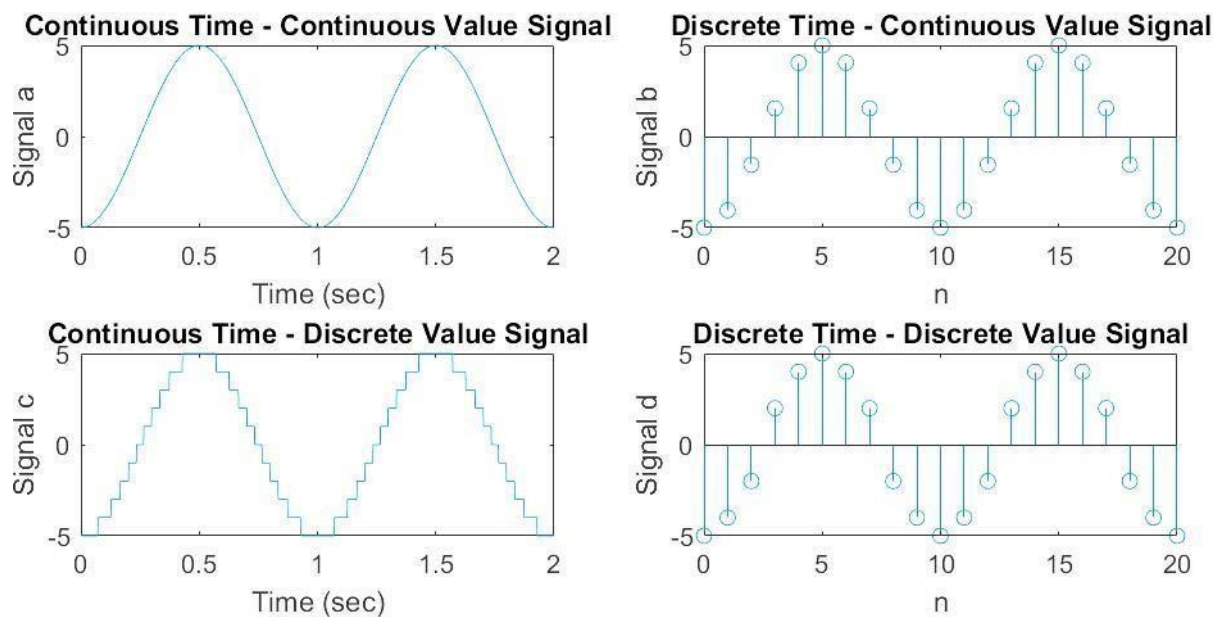 Continuous Time - Continuous Value Signal
5
0
-5
Signal a
0 0.5 1 1.5 2
Time (sec)
Discrete Time - Continuous Value Signal
5
0
-5
Signal b
0 5 10 15 20
n
Continuous Time - Discrete Value Signal
5
0
-5
Signal c
0 0.5 1 1.5 2
Time (sec)
Discrete Time - Discrete Value Signal
5
0
-5
Signal d
0 5 10 15 20
n